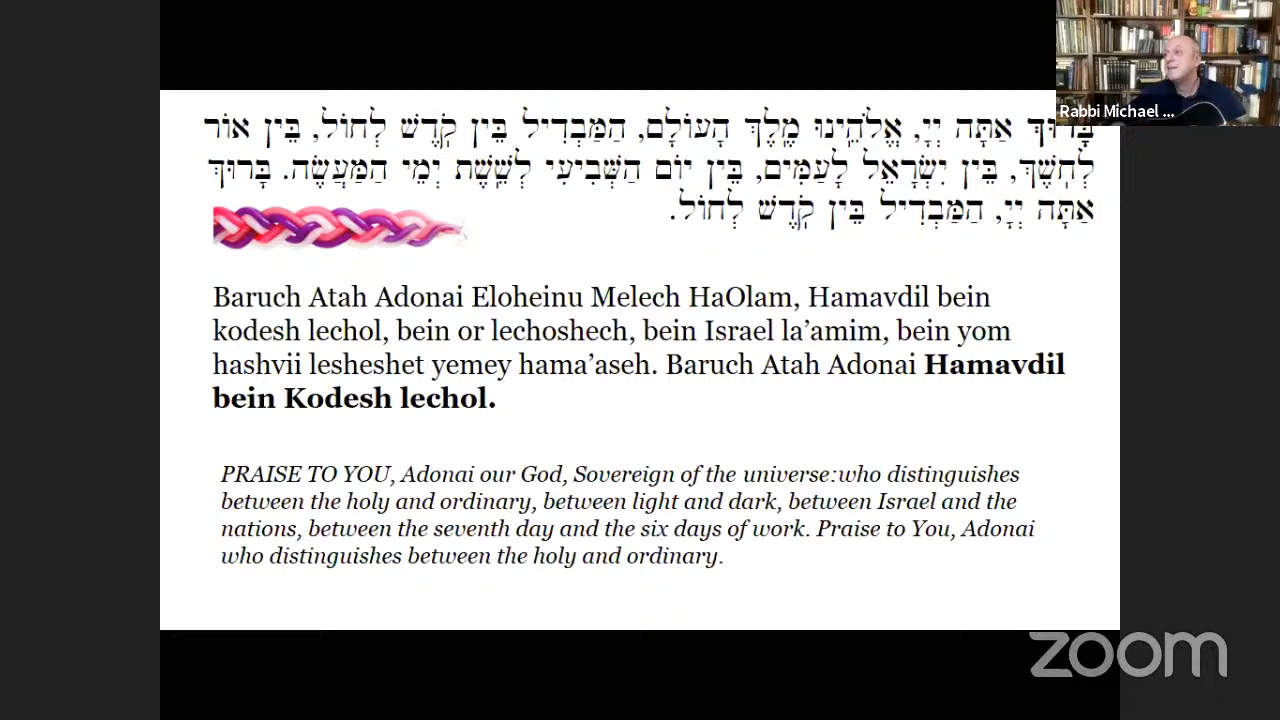 Rabbi Michael ...
בָּרוּךְ אַתָּה יְיָ, אֱלֹהֵֽינוּ מֶֽלֶךְ הָעוֹלָם, הַמַּבְדִּיל בֵּין קֹֽדֶשׁ לְחוֹל, בֵּין אוֹר
לְחֹֽשֶׁךְ, בֵּין יִשְׂרָאֵל לָעַמִּים, בֵּין יוֹם הַשְּׁבִיעִי לְשֵֽׁשֶׁת יְמֵי הַמַּעֲשֶׂה. בָּרוּךְ
אַתָּה יְיָ, הַמַּבְדִּיל בֵּין קֹֽדֶשׁ לְחוֹל.
Baruch Atah Adonai Eloheinu Melech HaOlam, Hamavdil bein
kodesh lechol, bein or lechoshech, bein Israel la’amim, bein yom
hashvii lesheshet yemey hama’aseh. Baruch Atah Adonai Hamavdil
bein Kodesh lechol.
PRAISE TO YOU, Adonai our God, Sovereign of the universe:who distinguishes
between the holy and ordinary, between light and dark, between Israel and the
nations, between the seventh day and the six days of work. Praise to You, Adonai
who distinguishes between the holy and ordinary.
zoom